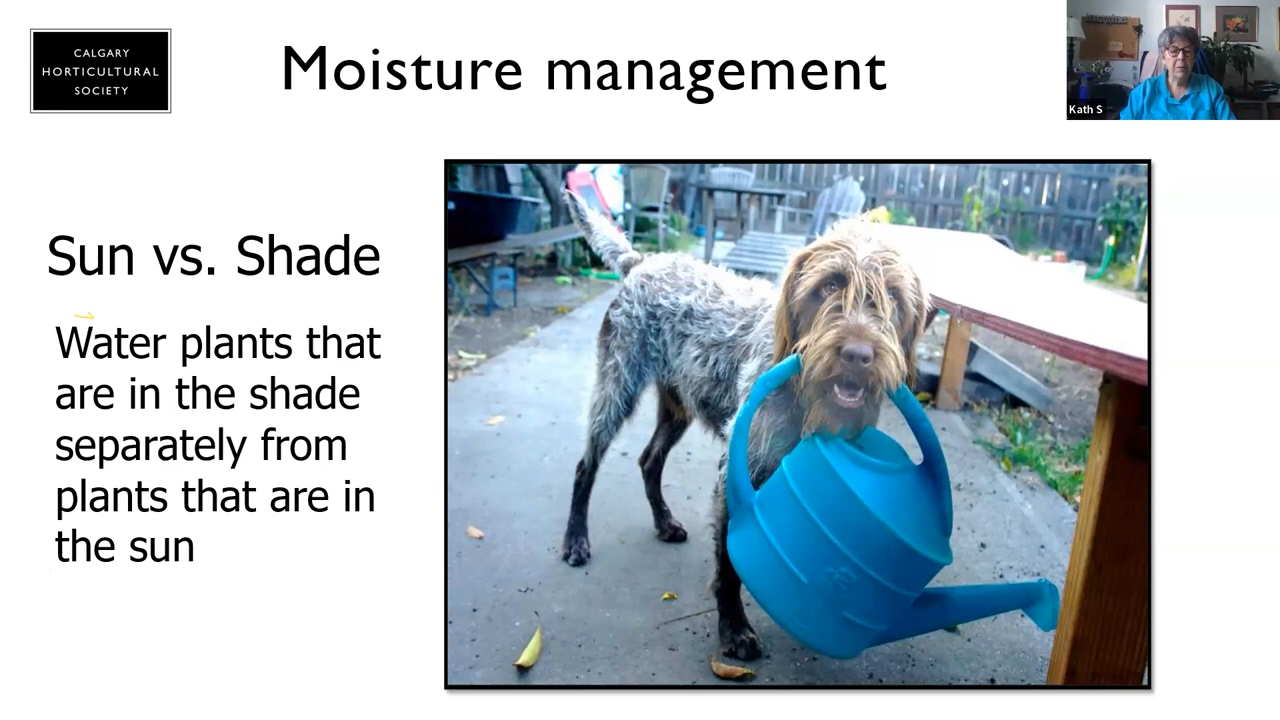 CALGARY
HORTICULTURAL
SOCIETY
Moisture management
Kath S
Sun vs. Shade
Water plants that
are in the shade
separately from
plants that are in
the sun